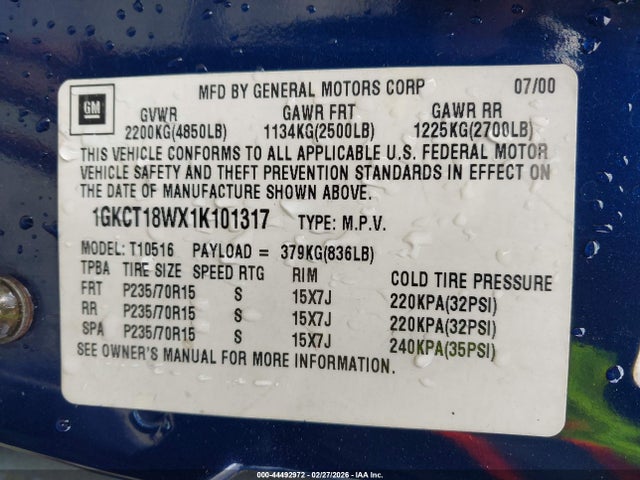 MFD BY GENERAL MOTORS CORP 07/00
GM
GVWR GAWR FRT GAWR RR
2200KG(4850LB) 1134KG(2500LB) 1225KG(2700LB)
THIS VEHICLE CONFORMS TO ALL APPLICABLE U.S. FEDERAL MOTOR
VEHICLE SAFETY AND THEFT PREVENTION STANDARDS IN EFFECT ON
THE DATE OF MANUFACTURE SHOWN ABOVE.
1GKCT18WX1K101317 TYPE: M.P.V.
MODEL: T10516 PAYLOAD = 379KG(836LB)
TPBA TIRE SIZE SPEED RTG RIM COLD TIRE PRESSURE
FRT P235/70R15 S 15X7J 220KPA(32PSI)
RR P235/70R15 S 15X7J 220KPA(32PSI)
SPA P235/70R15 S 15X7J 240KPA(35PSI)
SEE OWNER'S MANUAL FOR MORE INFORMATION.
000-44492972 - 02/27/2026 - IAA Inc.